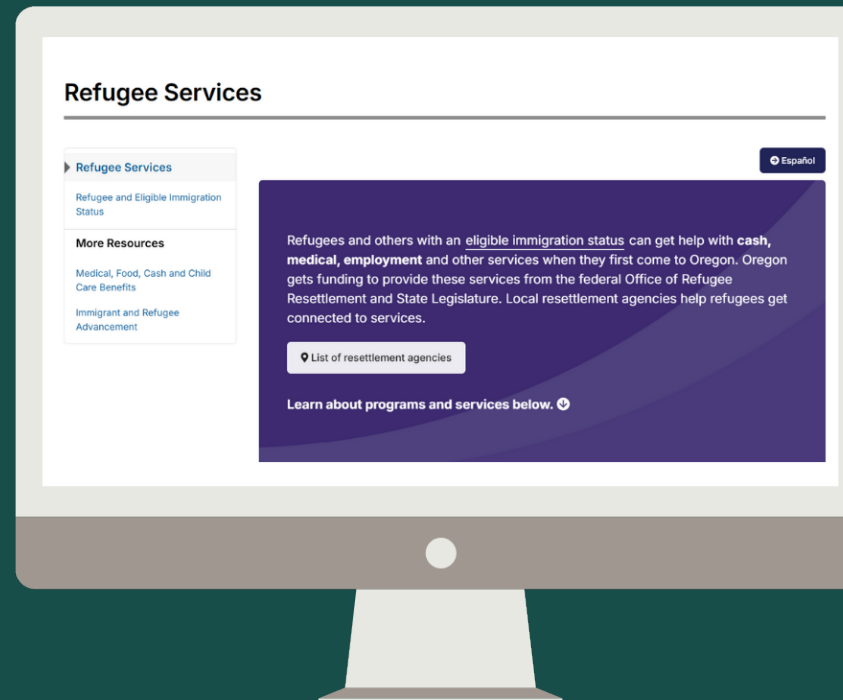 Refugee Services
Refugee Services
Refugee and Eligible Immigration
Status
More Resources
Medical, Food, Cash and Child
Care Benefits
Immigrant and Refugee
Advancement
Español
Refugees and others with an eligible immigration status can get help with cash,
medical, employment and other services when they first come to Oregon. Oregon
gets funding to provide these services from the federal Office of Refugee
Resettlement and State Legislature. Local resettlement agencies help refugees get
connected to services.
List of resettlement agencies
Learn about programs and services below.